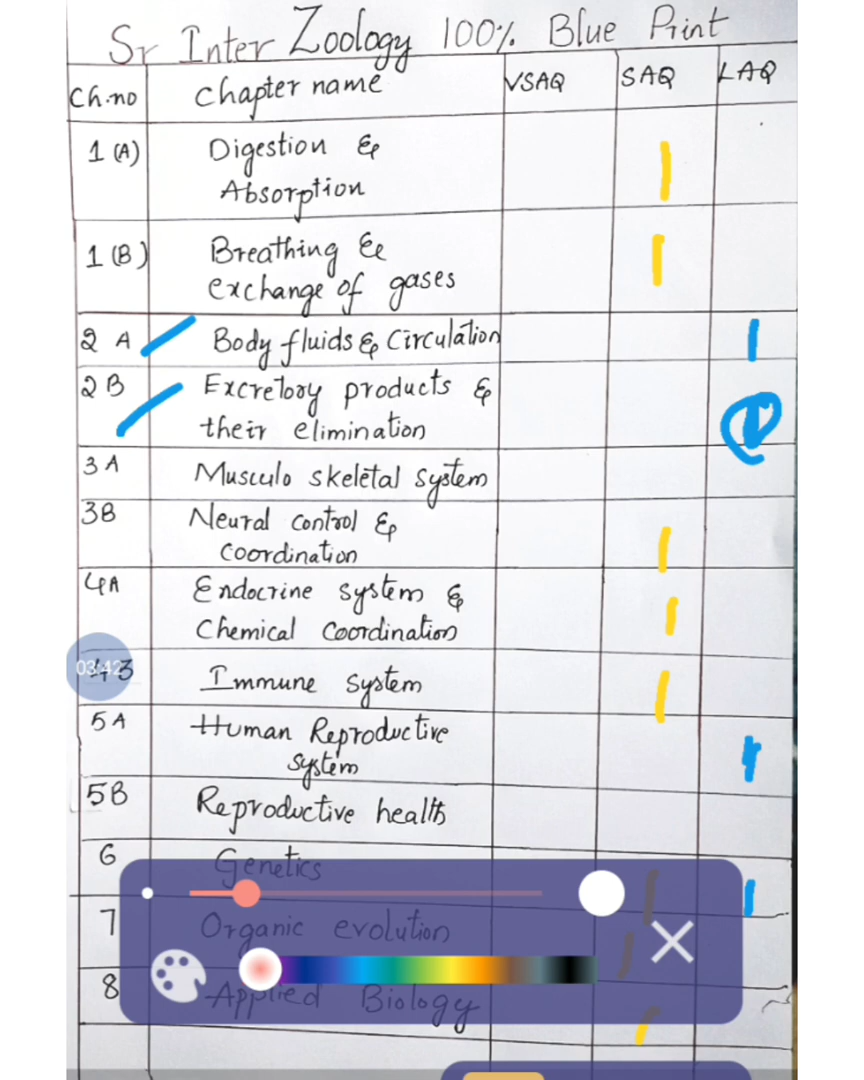 Sr Inter Zoology 100% Blue Print
Ch.no Chapter name VSAQ SAQ LAQ
1 (A) Digestion &
Absorption
1 (B) Breathing &
exchange of gases
2 A Body fluids & Circulation
2 B Excretory products &
their elimination
3 A Musculo skeletal system
3B Neural control &
Coordination
4A Endocrine system &
Chemical Coordination
03:42
Immune system
5 A Human Reproductive
system
5B Reproductive health
6 Genetics
7 Organic evolution
8 Applied Biology